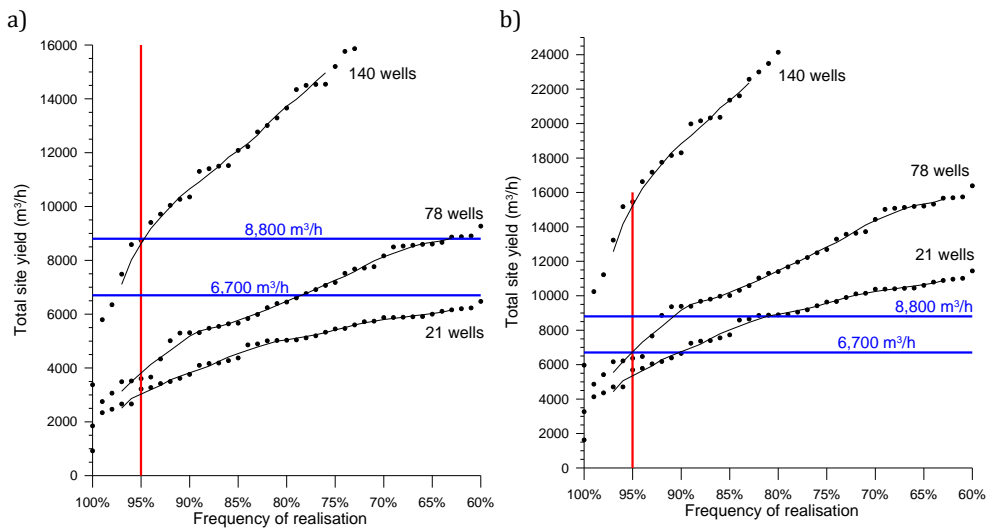 a)
Total site yield (m³/h)
16000
14000
12000
10000
8000
6000
4000
2000
0
140 wells
78 wells
8,800 m³/h
6,700 m³/h
21 wells
100% 95% 90% 85% 80% 75% 70% 65% 60%
Frequency of realisation
b)
Total site yield (m³/h)
24000
22000
20000
18000
16000
14000
12000
10000
8000
6000
4000
2000
0
140 wells
78 wells
21 wells
8,800 m³/h
6,700 m³/h
100% 95% 90% 85% 80% 75% 70% 65% 60%
Frequency of realisation